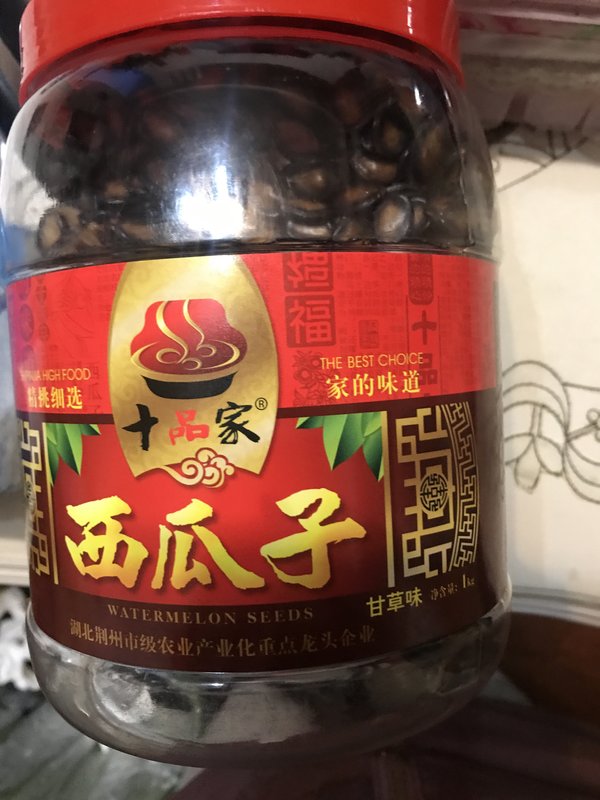 福
福
THE BEST CHOICE
家的味道
HIGH FOOD
精挑细选
十品家®
十品
西瓜子
WATERMELON SEEDS
甘草味 净含量：1kg
湖北荆州市级农业产业化重点龙头企业